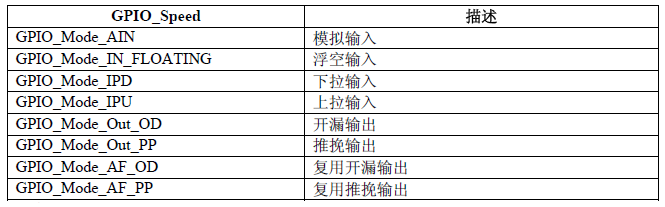 GPIO_Speed 描述
GPIO_Mode_AIN 模拟输入
GPIO_Mode_IN_FLOATING 浮空输入
GPIO_Mode_IPD 下拉输入
GPIO_Mode_IPU 上拉输入
GPIO_Mode_Out_OD 开漏输出
GPIO_Mode_Out_PP 推挽输出
GPIO_Mode_AF_OD 复用开漏输出
GPIO_Mode_AF_PP 复用推挽输出